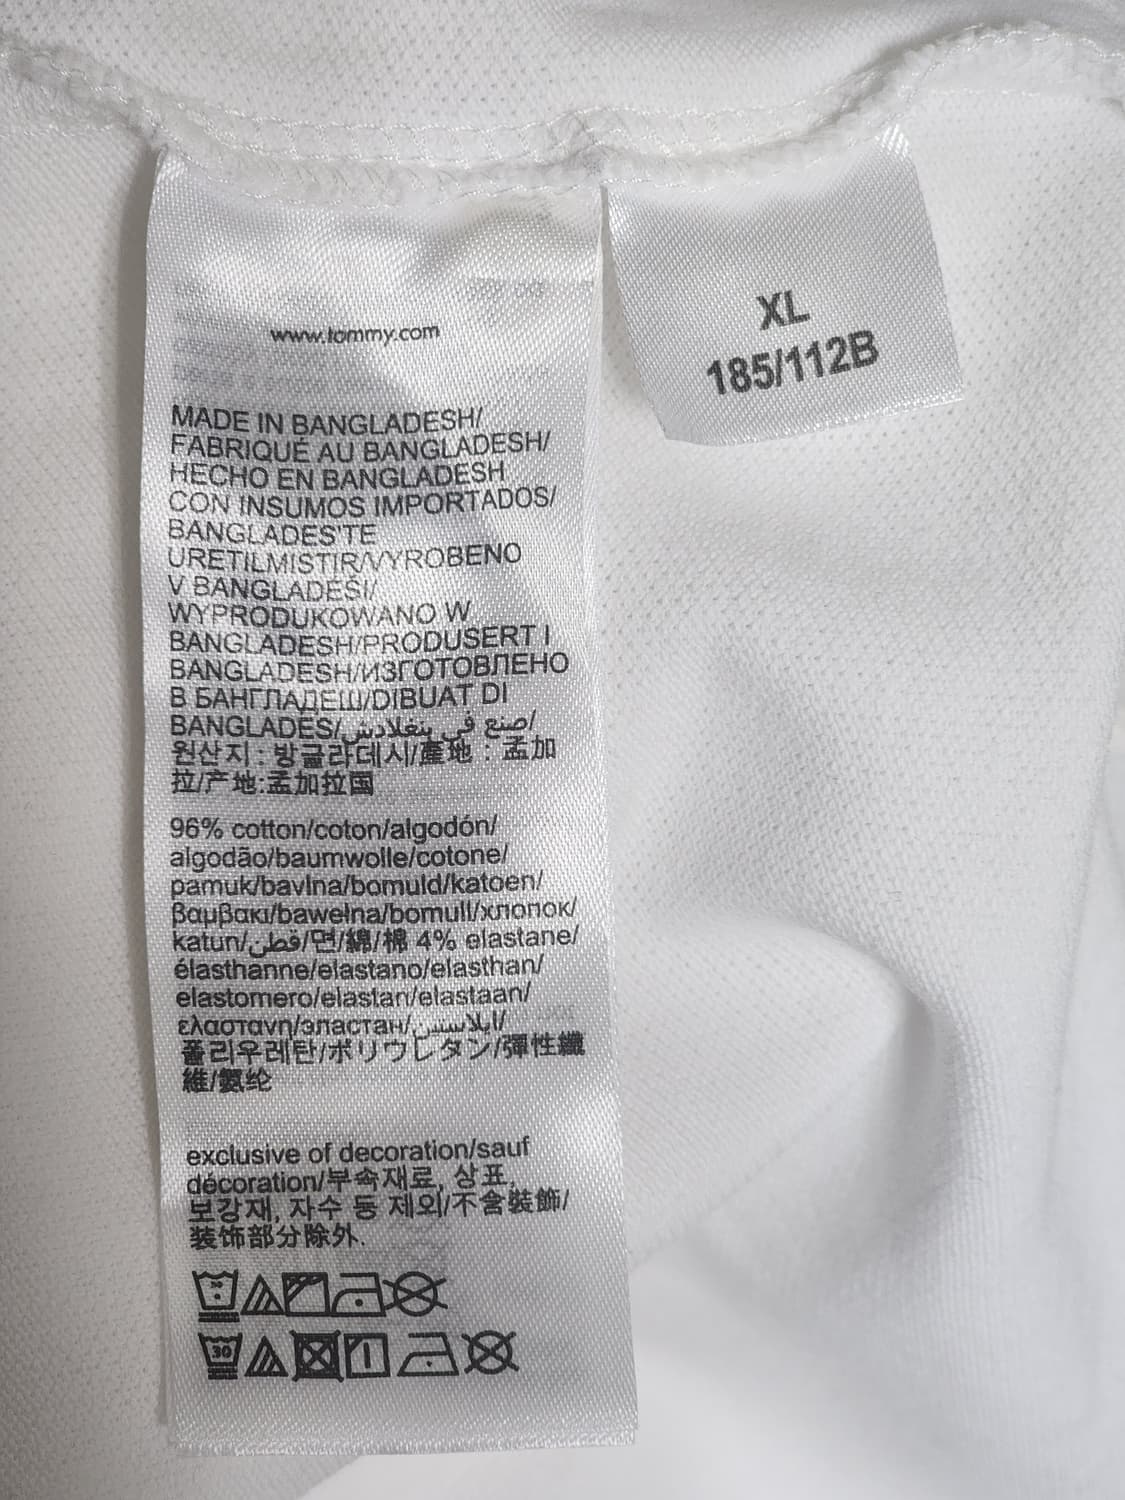 www.tommy.com
MADE IN BANGLADESH/
FABRIQUÉ AU BANGLADESH/
HECHO EN BANGLADESH
CON INSUMOS IMPORTADOS/
BANGLADES'TE
URETILMISTIR/VYROBENO
V BANGLADÉSI/
WYPRODUKOWANO W
BANGLADESH/PRODUSERT I
BANGLADESH/ИЗГОТОВЛЕНО
В БАНГЛАДЕШ/DIBUAT DI
BANGLADES/صنع في بنغلادش/
원산지 : 방글라데시/產地 : 孟加
拉/产地:孟加拉国
96% cotton/coton/algodón/
algodão/baumwolle/cotone/
pamuk/bavlna/bomuld/katoen/
βαμβακι/bawełna/bomull/хлопок/
katun/قطن/면/綿/棉 4% elastane/
élasthanne/elastano/elasthan/
elastomero/elastan/elastaan/
ελαστανη/эластан/ايلاستين/
폴리우레탄/ポリウレタン/彈性纖
維/氨纶
exclusive of decoration/sauf
décoration/부속재료, 상표,
보강재, 자수 등 제외/不含裝飾/
装饰部分除外.
30
XL
185/112B